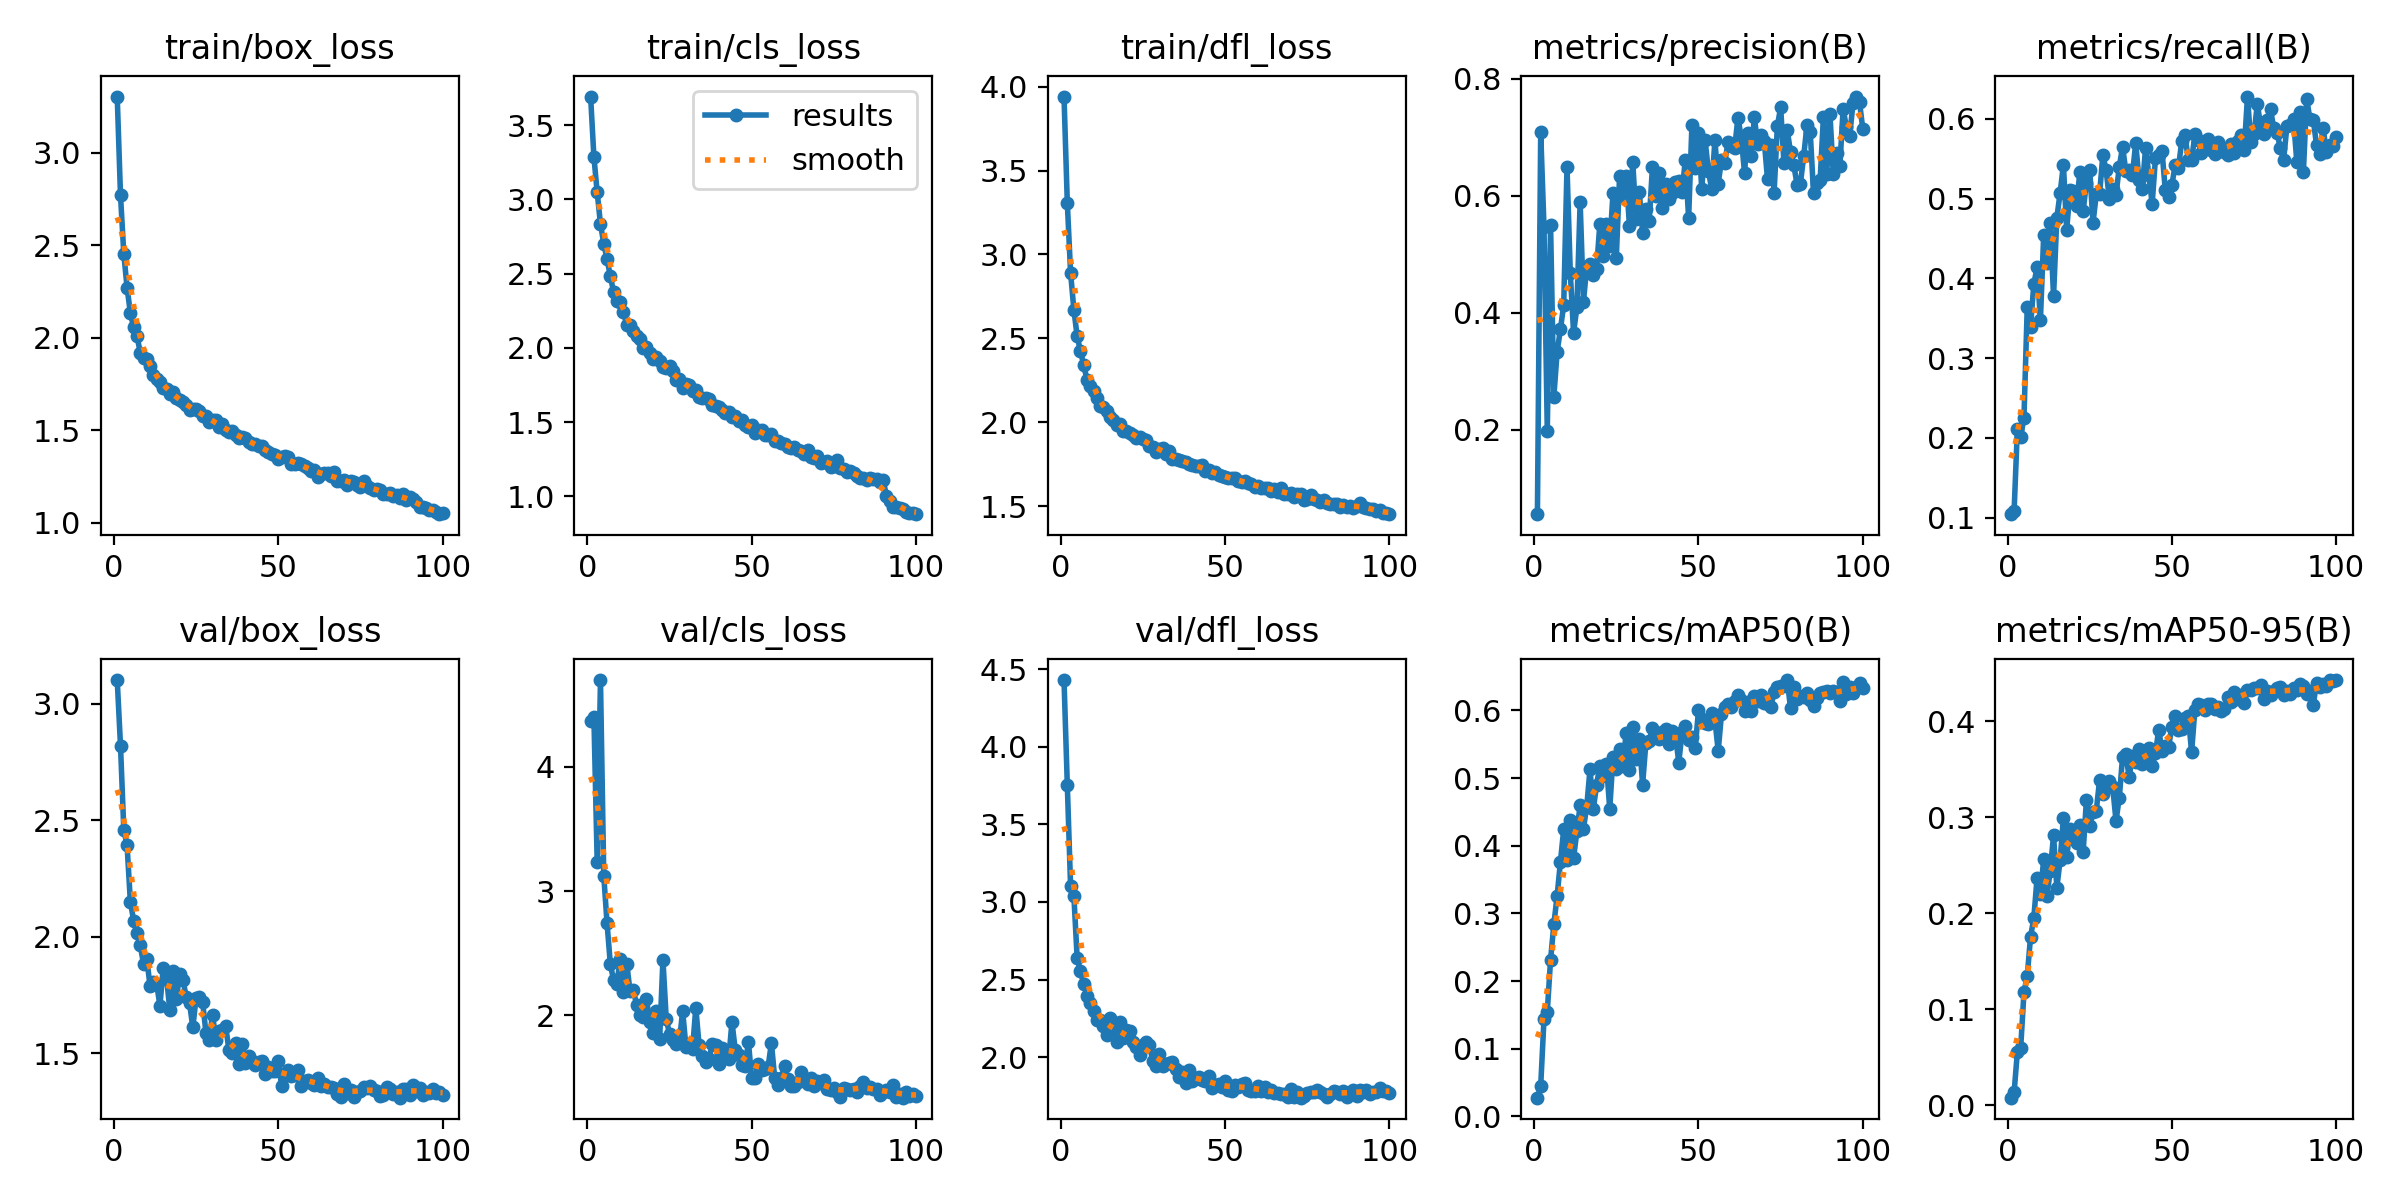 train/box_loss
3.0
2.5
2.0
1.5
1.0
0 50 100
train/cls_loss
results
smooth
3.5
3.0
2.5
2.0
1.5
1.0
0 50 100
train/dfl_loss
4.0
3.5
3.0
2.5
2.0
1.5
0 50 100
metrics/precision(B)
0.8
0.6
0.4
0.2
0 50 100
metrics/recall(B)
0.6
0.5
0.4
0.3
0.2
0.1
0 50 100
val/box_loss
3.0
2.5
2.0
1.5
0 50 100
val/cls_loss
4
3
2
0 50 100
val/dfl_loss
4.5
4.0
3.5
3.0
2.5
2.0
0 50 100
metrics/mAP50(B)
0.6
0.5
0.4
0.3
0.2
0.1
0.0
0 50 100
metrics/mAP50-95(B)
0.4
0.3
0.2
0.1
0.0
0 50 100